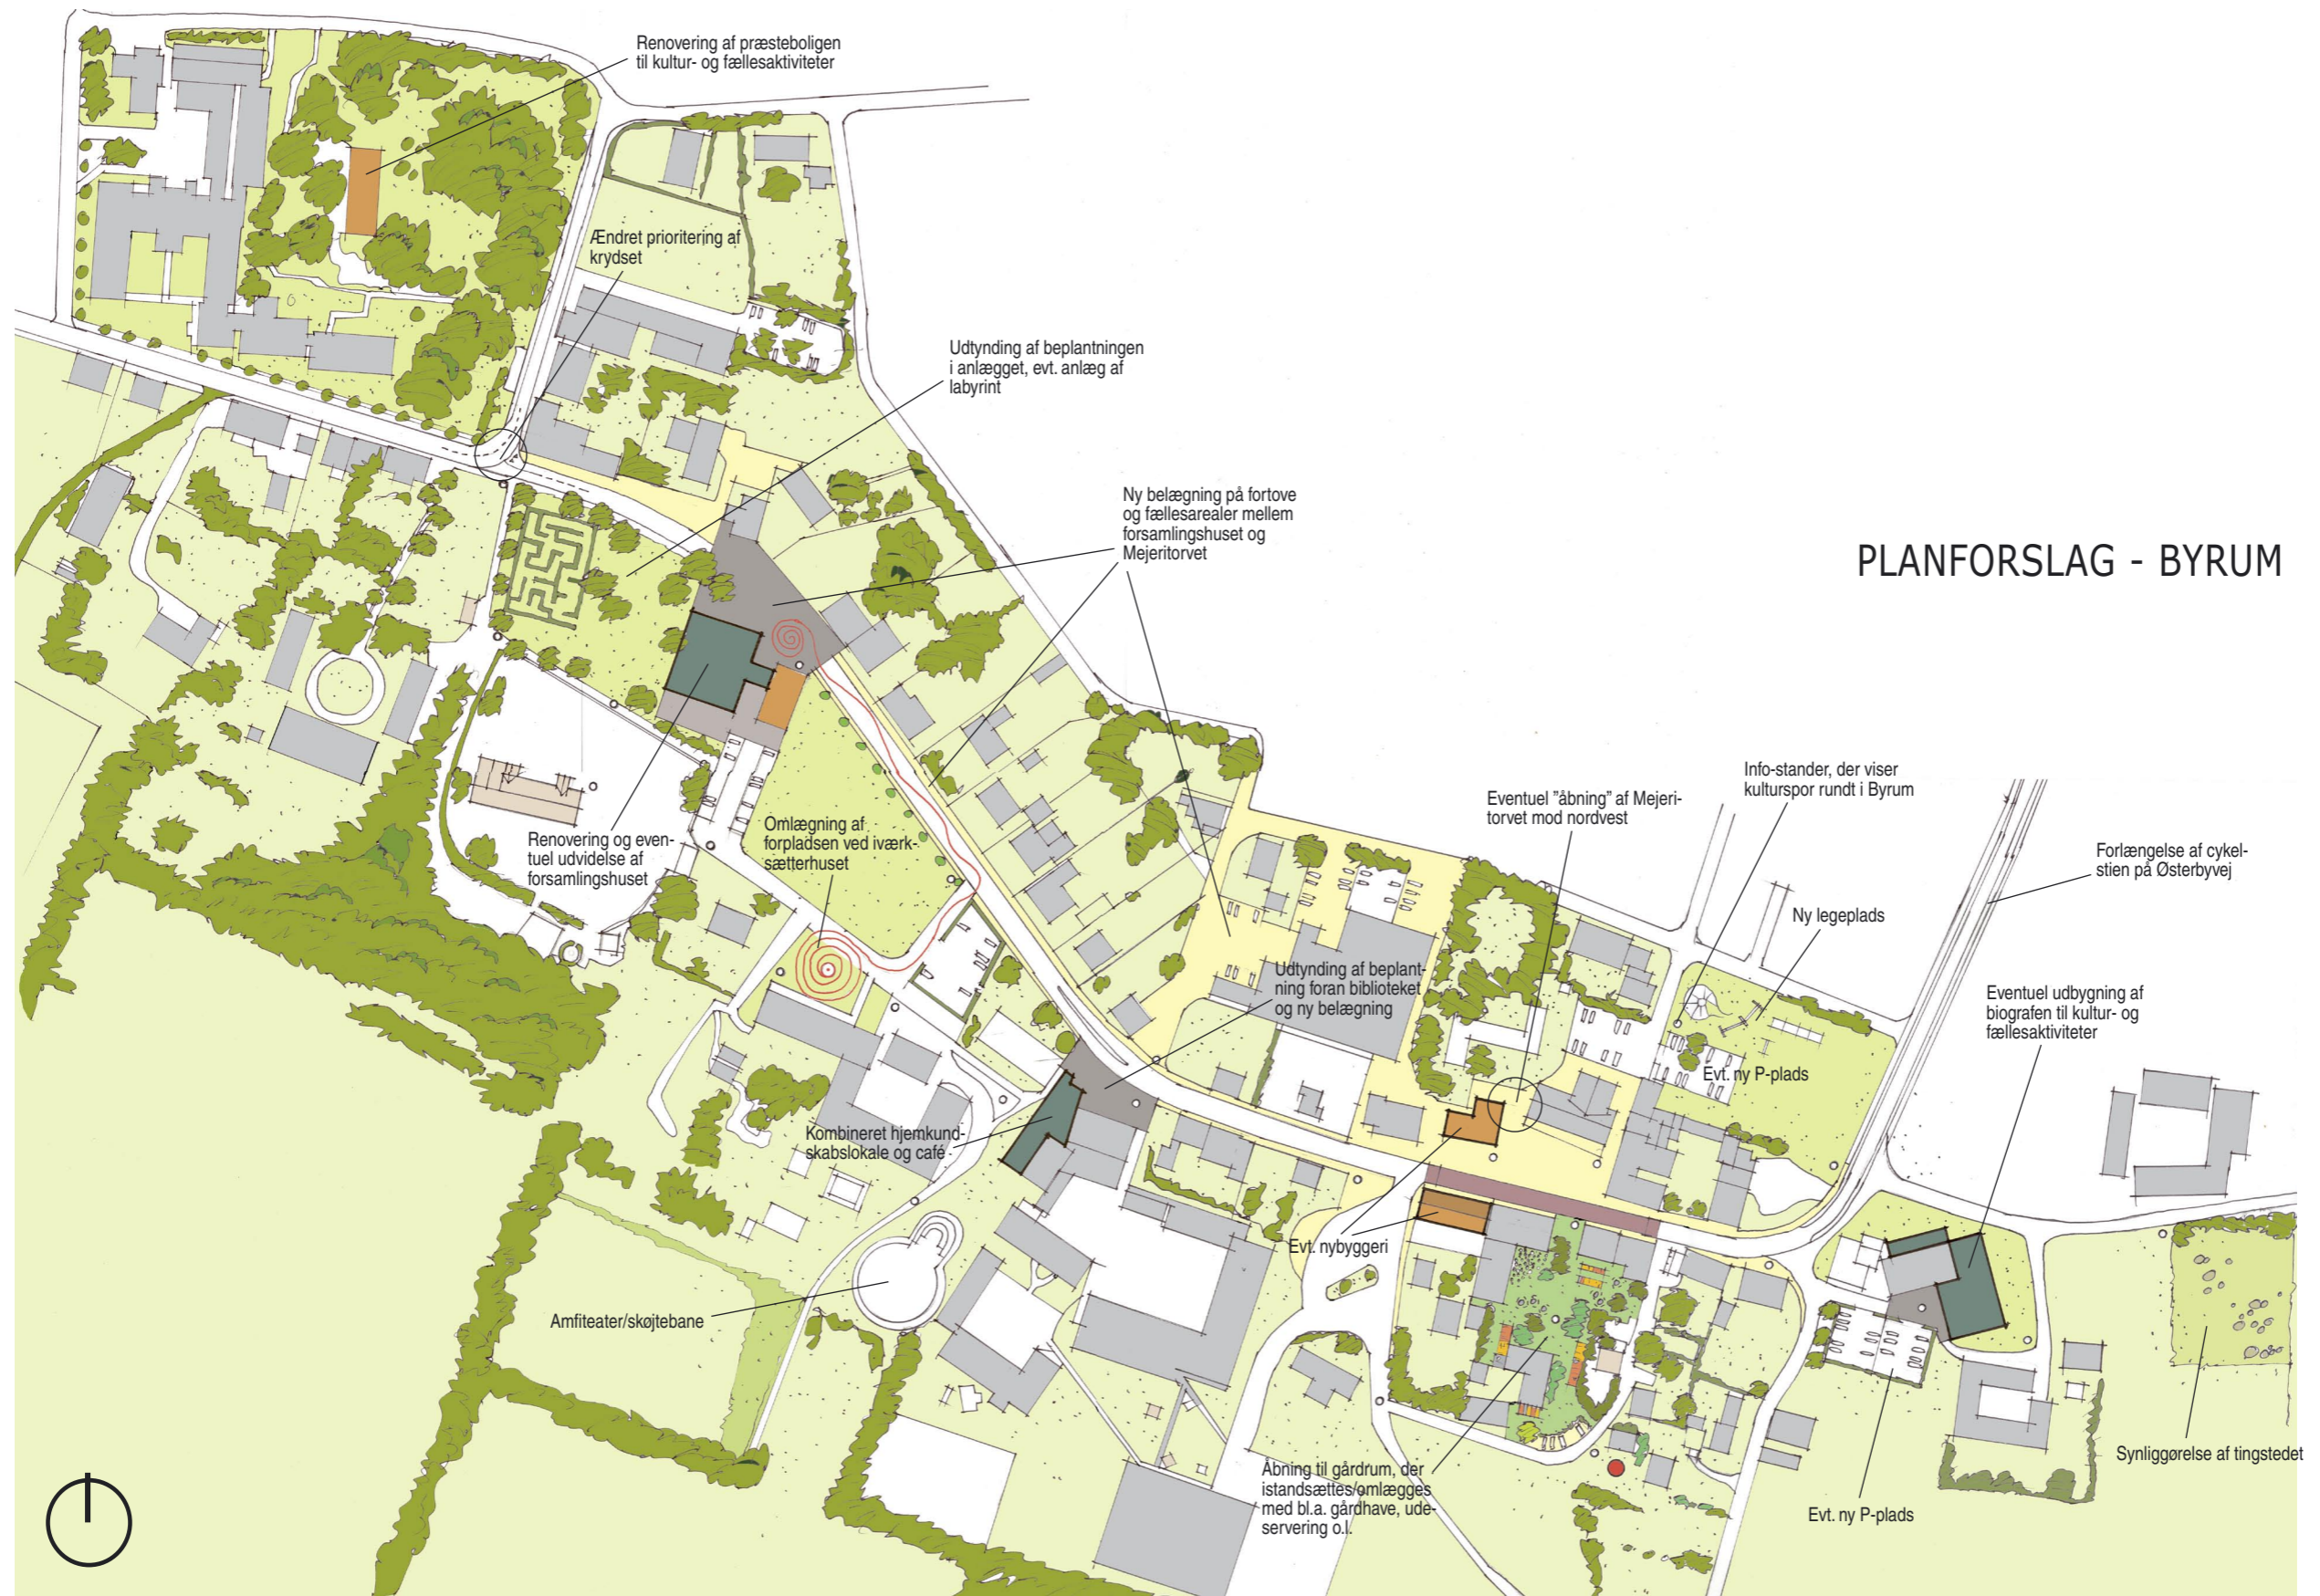 Renovering af præsteboligen
til kultur- og fællesaktiviteter
Ændret prioritering af
krydset
Udtynding af beplantningen
i anlægget, evt. anlæg af
labyrint
Ny belægning på fortove
og fællesarealer mellem
forsamlingshuset og
Mejeritorvet
PLANFORSLAG - BYRUM
Info-stander, der viser
kulturspor rundt i Byrum
Eventuel ”åbning” af Mejeri-
torvet mod nordvest
Forlængelse af cykel-
stien på Østerbyvej
Renovering og even-
tuel udvidelse af
forsamlingshuset
Omlægning af
forpladsen ved iværk-
sætterhuset
Ny legeplads
Udtynding af beplant-
ning foran biblioteket
og ny belægning
Eventuel udbygning af
biografen til kultur- og
fællesaktiviteter
Evt. ny P-plads
Kombineret hjemkund-
skabslokale og café
Evt. nybyggeri
Amfiteater/skøjtebane
Åbning til gårdrum, der
istandsættes/omlægges
med bl.a. gårdhave, ude-
servering o.l.
Evt. ny P-plads
Synliggørelse af tingstedet